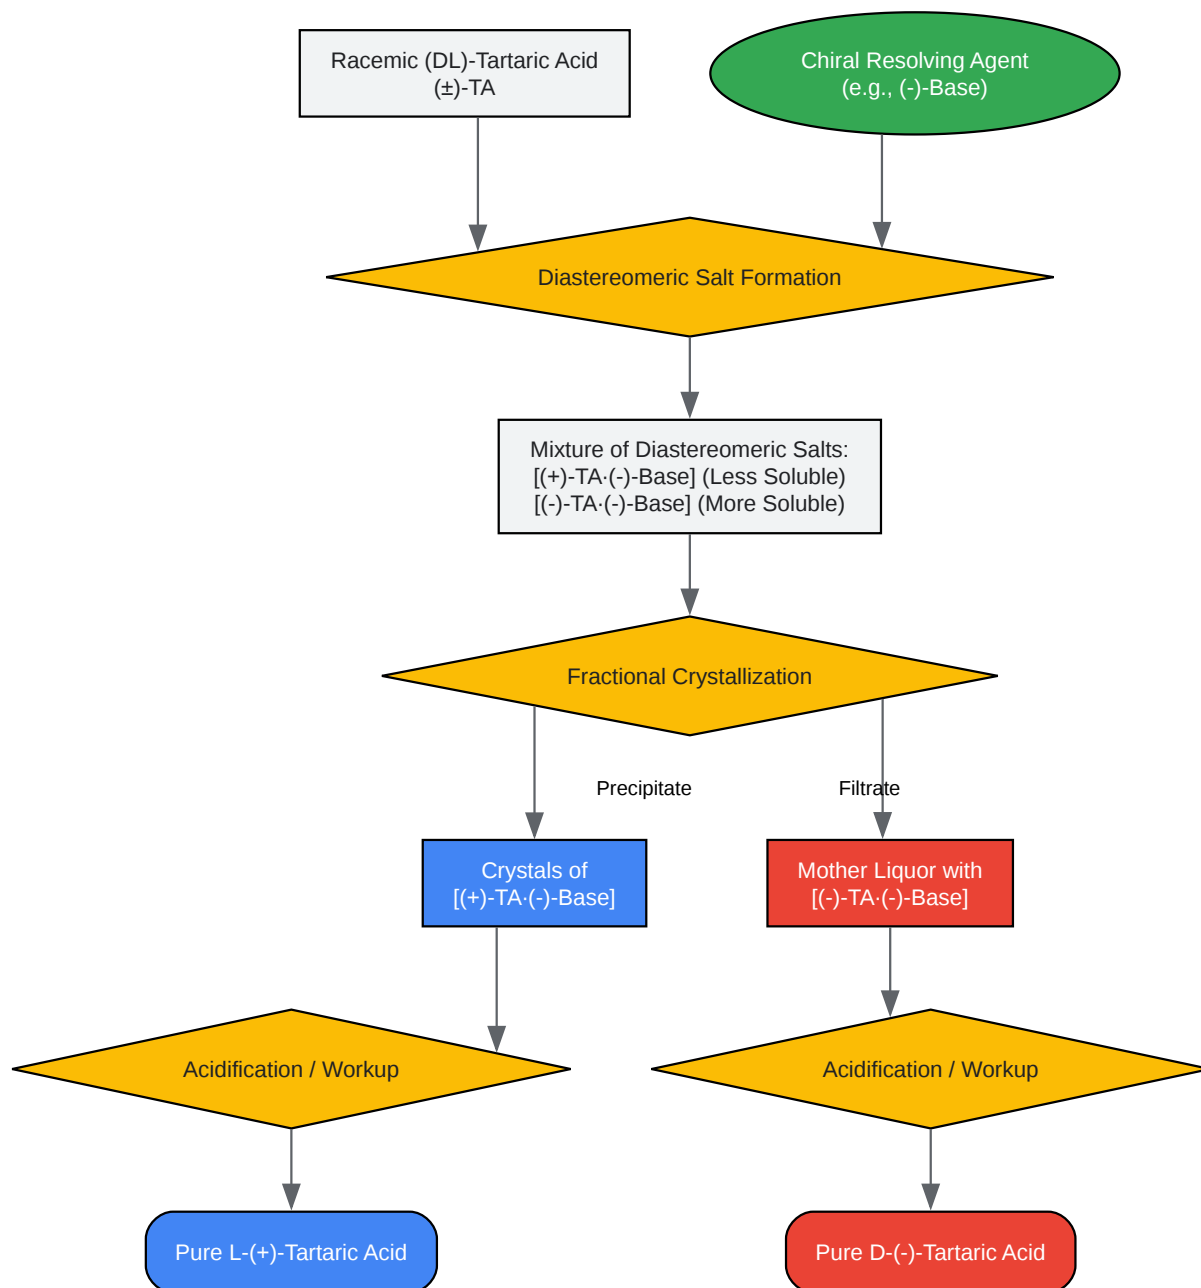 Racemic (DL)-Tartaric Acid
(±)-TA
Chiral Resolving Agent
(e.g., (-)-Base)
Diastereomeric Salt Formation
Mixture of Diastereomeric Salts:
[(+)-TA·(-)-Base] (Less Soluble)
[(-)-TA·(-)-Base] (More Soluble)
Fractional Crystallization
Precipitate
Filtrate
Crystals of
[(+)-TA·(-)-Base]
Mother Liquor with
[(-)-TA·(-)-Base]
Acidification / Workup
Acidification / Workup
Pure L-(+)-Tartaric Acid
Pure D-(-)-Tartaric Acid